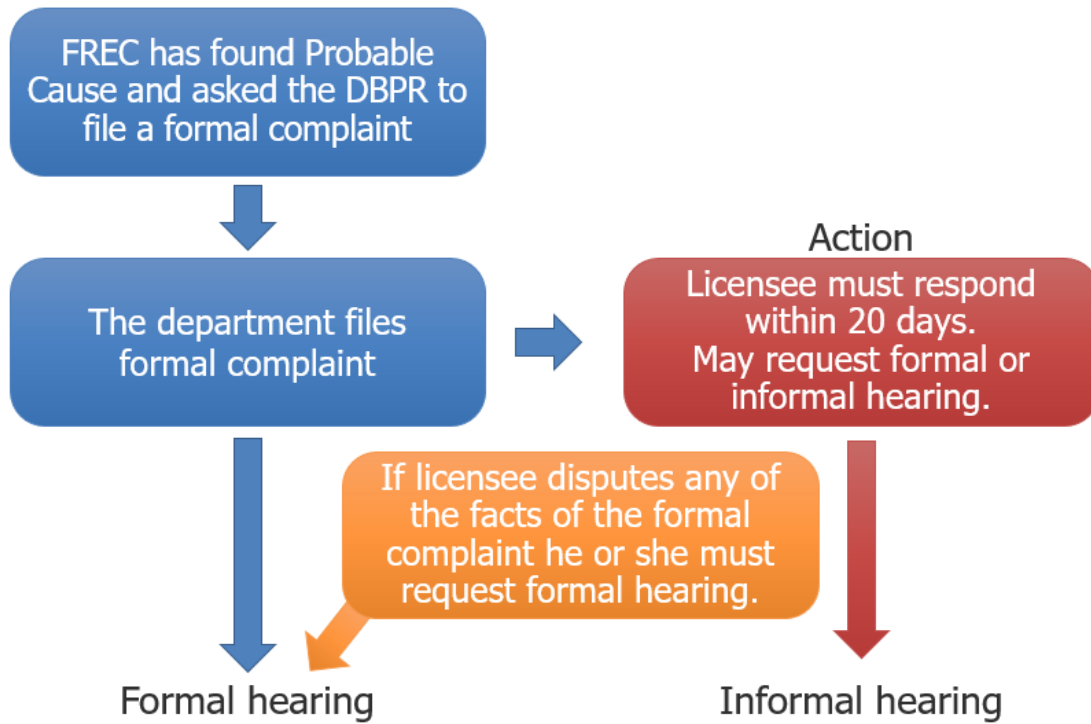 FREC has found Probable
Cause and asked the DBPR to
file a formal complaint
The department files
formal complaint
Action
Licensee must respond
within 20 days.
May request formal or
informal hearing.
If licensee disputes any of
the facts of the formal
complaint he or she must
request formal hearing.
Formal hearing
Informal hearing